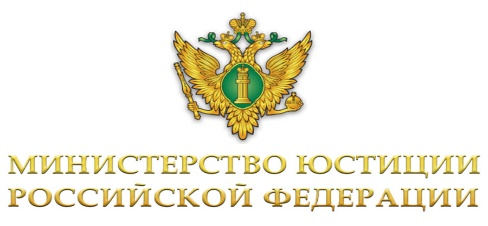 МИНИСТЕРСТВО ЮСТИЦИИ
РОССИЙСКОЙ ФЕДЕРАЦИИ